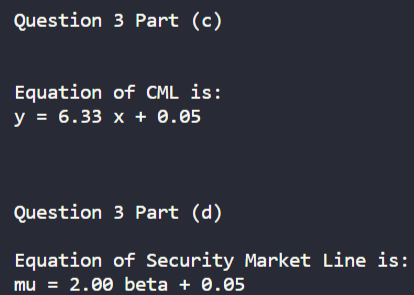 Question 3 Part (c)
Equation of CML is:
y = 6.33 x + 0.05
Question 3 Part (d)
Equation of Security Market Line is:
mu = 2.00 beta + 0.05